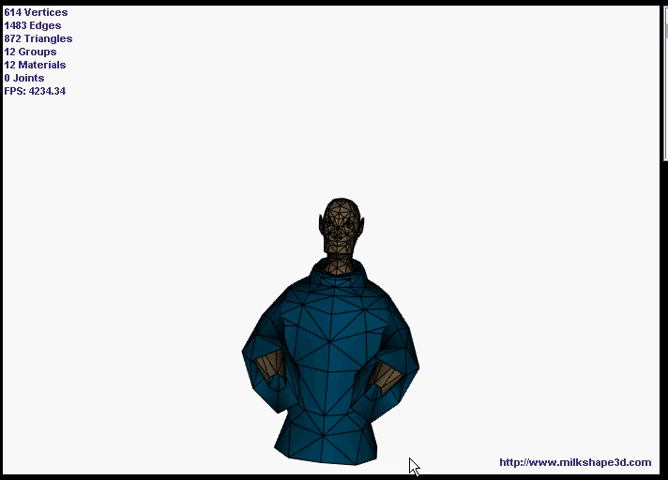 614 Vertices
1483 Edges
872 Triangles
12 Groups
12 Materials
0 Joints
FPS: 4234.34
http://www.milkshape3d.com